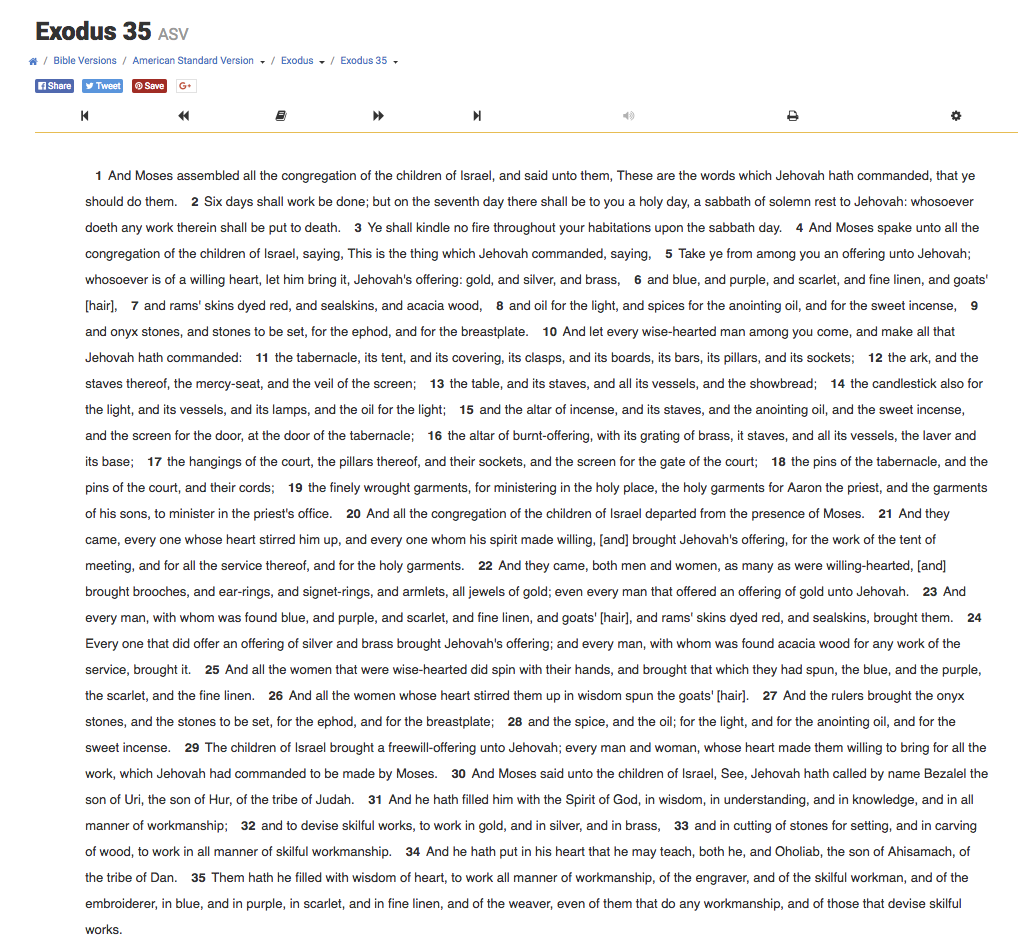 Exodus 35 ASV
/ Bible Versions / American Standard Version / Exodus / Exodus 35
Share Tweet Save G+
1 And Moses assembled all the congregation of the children of Israel, and said unto them, These are the words which Jehovah hath commanded, that ye
should do them. 2 Six days shall work be done; but on the seventh day there shall be to you a holy day, a sabbath of solemn rest to Jehovah: whosoever
doeth any work therein shall be put to death. 3 Ye shall kindle no fire throughout your habitations upon the sabbath day. 4 And Moses spake unto all the
congregation of the children of Israel, saying, This is the thing which Jehovah commanded, saying, 5 Take ye from among you an offering unto Jehovah;
whosoever is of a willing heart, let him bring it, Jehovah's offering: gold, and silver, and brass, 6 and blue, and purple, and scarlet, and fine linen, and goats'
[hair], 7 and rams' skins dyed red, and sealskins, and acacia wood, 8 and oil for the light, and spices for the anointing oil, and for the sweet incense, 9
and onyx stones, and stones to be set, for the ephod, and for the breastplate. 10 And let every wise-hearted man among you come, and make all that
Jehovah hath commanded: 11 the tabernacle, its tent, and its covering, its clasps, and its boards, its bars, its pillars, and its sockets; 12 the ark, and the
staves thereof, the mercy-seat, and the veil of the screen; 13 the table, and its staves, and all its vessels, and the showbread; 14 the candlestick also for
the light, and its vessels, and its lamps, and the oil for the light; 15 and the altar of incense, and its staves, and the anointing oil, and the sweet incense,
and the screen for the door, at the door of the tabernacle; 16 the altar of burnt-offering, with its grating of brass, it staves, and all its vessels, the laver and
its base; 17 the hangings of the court, the pillars thereof, and their sockets, and the screen for the gate of the court; 18 the pins of the tabernacle, and the
pins of the court, and their cords; 19 the finely wrought garments, for ministering in the holy place, the holy garments for Aaron the priest, and the garments
of his sons, to minister in the priest's office. 20 And all the congregation of the children of Israel departed from the presence of Moses. 21 And they
came, every one whose heart stirred him up, and every one whom his spirit made willing, [and] brought Jehovah's offering, for the work of the tent of
meeting, and for all the service thereof, and for the holy garments. 22 And they came, both men and women, as many as were willing-hearted, [and]
brought brooches, and ear-rings, and signet-rings, and armlets, all jewels of gold; even every man that offered an offering of gold unto Jehovah. 23 And
every man, with whom was found blue, and purple, and scarlet, and fine linen, and goats' [hair], and rams' skins dyed red, and sealskins, brought them. 24
Every one that did offer an offering of silver and brass brought Jehovah's offering; and every man, with whom was found acacia wood for any work of the
service, brought it. 25 And all the women that were wise-hearted did spin with their hands, and brought that which they had spun, the blue, and the purple,
the scarlet, and the fine linen. 26 And all the women whose heart stirred them up in wisdom spun the goats' [hair]. 27 And the rulers brought the onyx
stones, and the stones to be set, for the ephod, and for the breastplate; 28 and the spice, and the oil; for the light, and for the anointing oil, and for the
sweet incense. 29 The children of Israel brought a freewill-offering unto Jehovah; every man and woman, whose heart made them willing to bring for all the
work, which Jehovah had commanded to be made by Moses. 30 And Moses said unto the children of Israel, See, Jehovah hath called by name Bezalel the
son of Uri, the son of Hur, of the tribe of Judah. 31 And he hath filled him with the Spirit of God, in wisdom, in understanding, and in knowledge, and in all
manner of workmanship; 32 and to devise skilful works, to work in gold, and in silver, and in brass, 33 and in cutting of stones for setting, and in carving
of wood, to work in all manner of skilful workmanship. 34 And he hath put in his heart that he may teach, both he, and Oholiab, the son of Ahisamach, of
the tribe of Dan. 35 Them hath he filled with wisdom of heart, to work all manner of workmanship, of the engraver, and of the skilful workman, and of the
embroiderer, in blue, and in purple, in scarlet, and in fine linen, and of the weaver, even of them that do any workmanship, and of those that devise skilful
works.